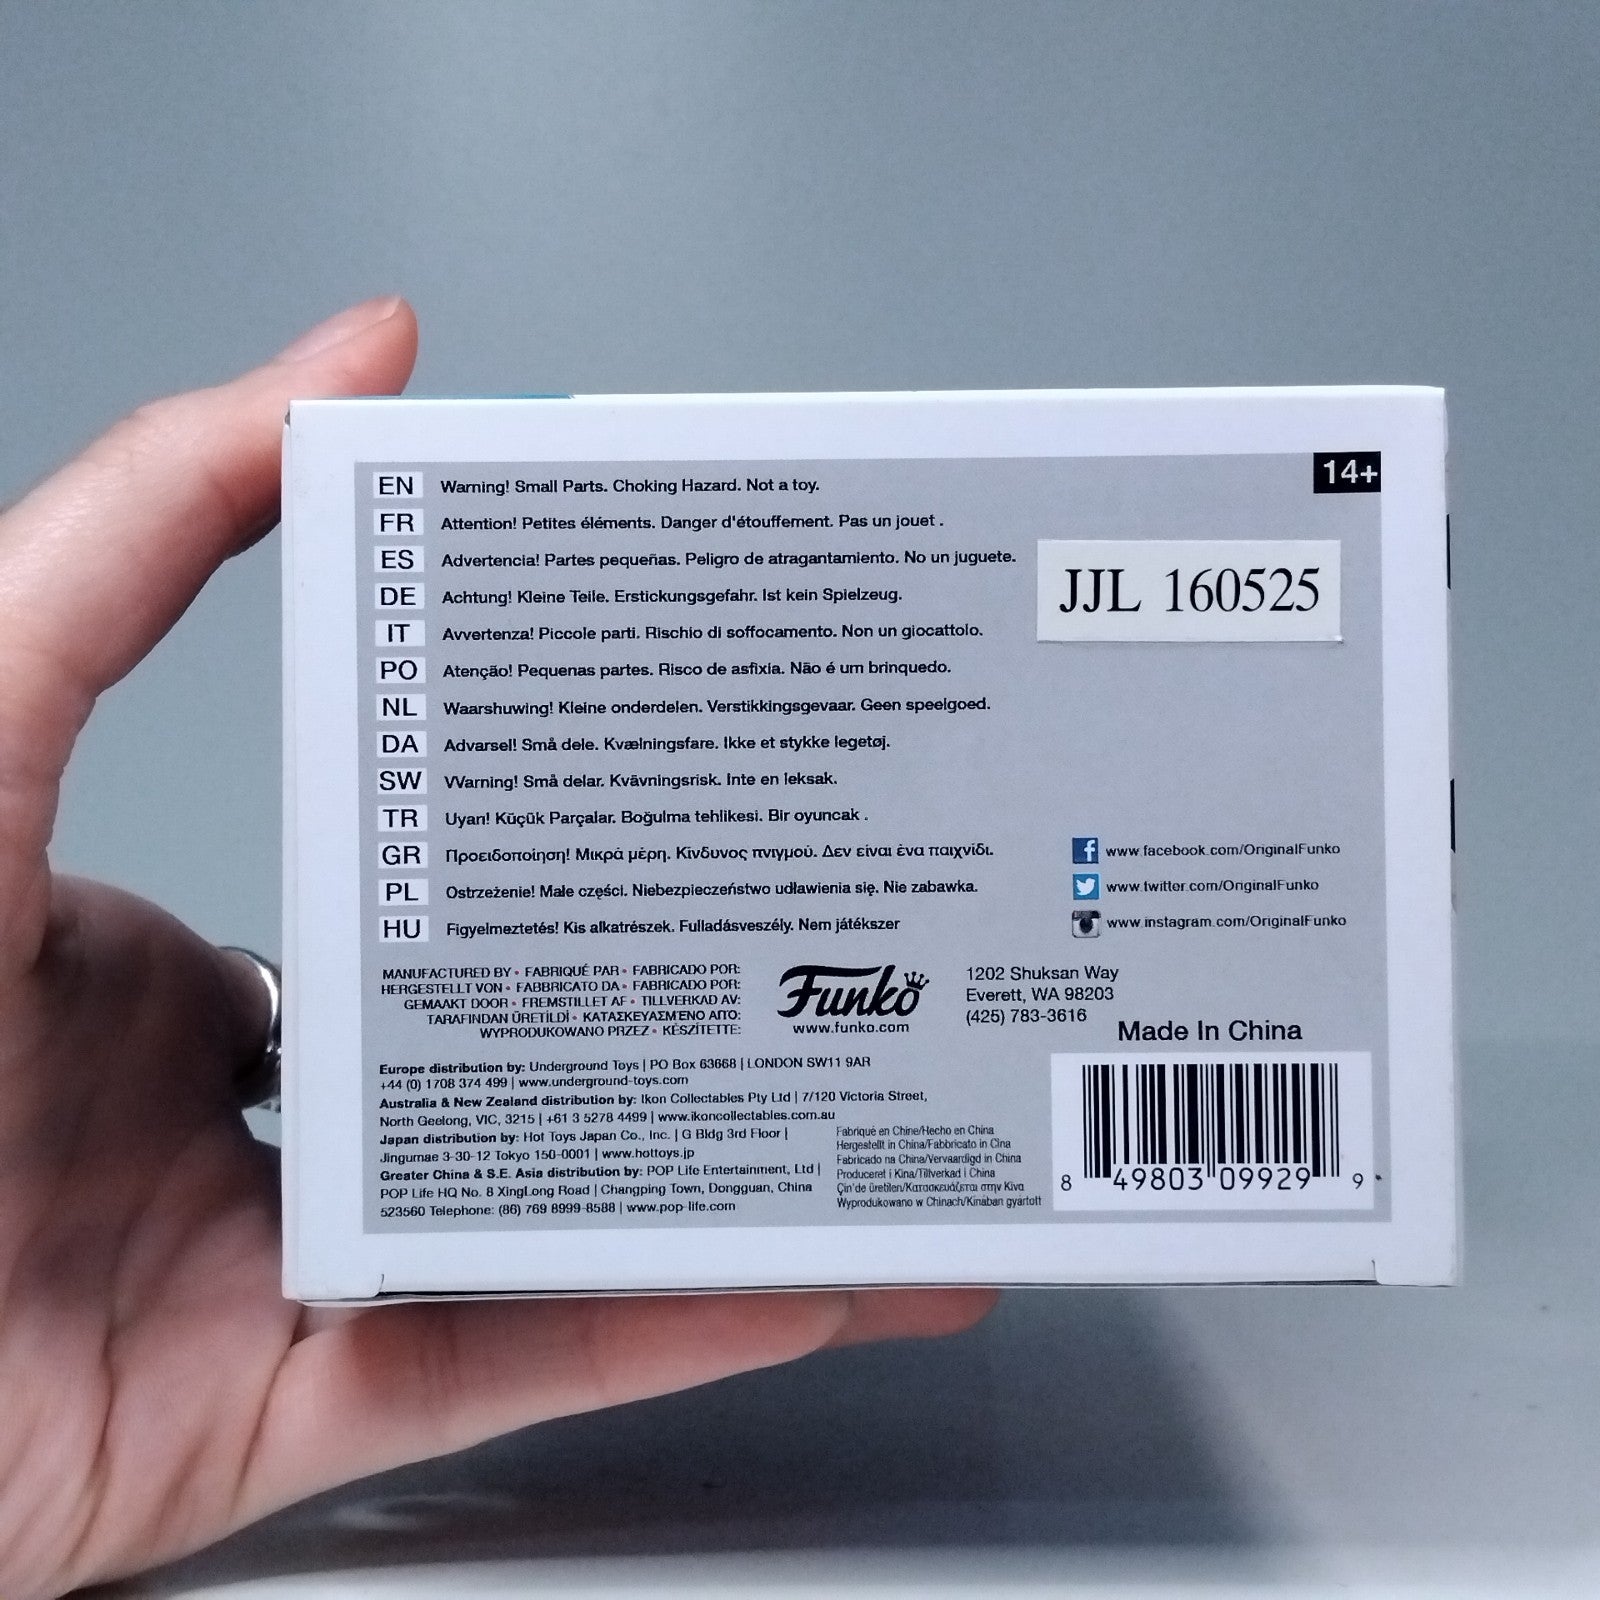 14+
EN Warning! Small Parts. Choking Hazard. Not a toy.
FR Attention! Petites éléments. Danger d'étouffement. Pas un jouet .
ES Advertencia! Partes pequeñas. Peligro de atragantamiento. No un juguete.
DE Achtung! Kleine Teile. Erstickungsgefahr. Ist kein Spielzeug.
IT Avvertenza! Piccole parti. Rischio di soffocamento. Non un giocattolo.
PO Atenção! Pequenas partes. Risco de asfixia. Não é um brinquedo.
NL Waarshuwing! Kleine onderdelen. Verstikkingsgevaar. Geen speelgoed.
DA Advarsel! Små dele. Kvælningsfare. Ikke et stykke legetøj.
SW Warning! Små delar. Kvävningsrisk. Inte en leksak.
TR Uyarı! Küçük Parçalar. Boğulma tehlikesi. Bir oyuncak .
GR Προειδοποίηση! Μικρά μέρη. Κίνδυνος πνιγμού. Δεν είναι ένα παιχνίδι.
PL Ostrzeżenie! Małe części. Niebezpieczeństwo udławienia się. Nie zabawka.
HU Figyelmeztetés! Kis alkatrészek. Fulladásveszély. Nem játékszer
JJL 160525
www.facebook.com/OriginalFunko
www.twitter.com/OriginalFunko
www.instagram.com/OriginalFunko
MANUFACTURED BY • FABRIQUÉ PAR • FABRICADO POR:
HERGESTELLT VON • FABBRICATO DA • FABRICADO POR:
GEMAAKT DOOR • FREMSTILLET AF • TILLVERKAD AV:
TARAFINDAN ÜRETİLDİ • ΚΑΤΑΣΚΕΥΑΣΜΈΝΟ ΑΠΌ:
WYPRODUKOWANO PRZEZ • KÉSZÍTETTE:
Funko
www.funko.com
1202 Shuksan Way
Everett, WA 98203
(425) 783-3616
Made In China
Europe distribution by: Underground Toys | PO Box 63668 | LONDON SW11 9AR
+44 (0) 1708 374 499 | www.underground-toys.com
Australia & New Zealand distribution by: Ikon Collectables Pty Ltd | 7/120 Victoria Street,
North Geelong, VIC, 3215 | +61 3 5278 4499 | www.ikoncollectables.com.au
Japan distribution by: Hot Toys Japan Co., Inc. | G Bldg 3rd Floor |
Jingumae 3-30-12 Tokyo 150-0001 | www.hottoys.jp
Greater China & S.E. Asia distribution by: POP Life Entertainment, Ltd |
POP Life HQ No. 8 XingLong Road | Changping Town, Dongguan, China
523560 Telephone: (86) 769 8999-8588 | www.pop-life.com
Fabriqué en Chine/Hecho en China
Hergestellt in China/Fabbricato in Cina
Fabricado na China/Vervaardigd in China
Produceret i Kina/Tillverkad i China
Çin'de üretilen/Κατασκευάζεται στην Κίνα
Wyprodukowano w Chinach/Kínában gyártott
8 49803 09929 9